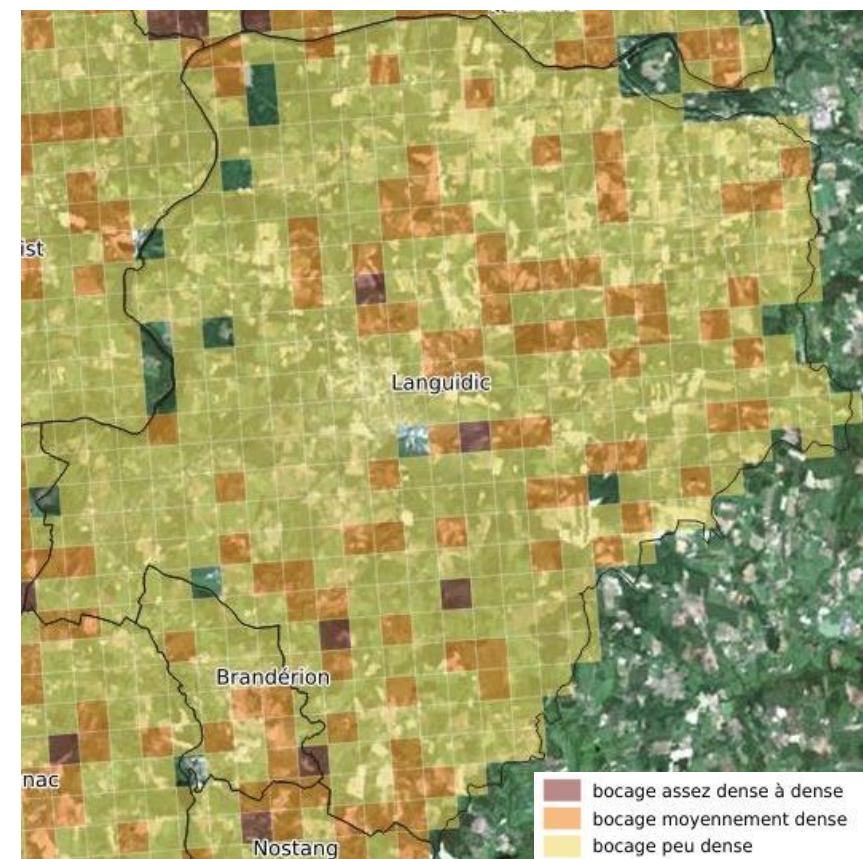 ist
Languidic
Brandérion
nac
Nostang
bocage assez dense à dense
bocage moyennement dense
bocage peu dense